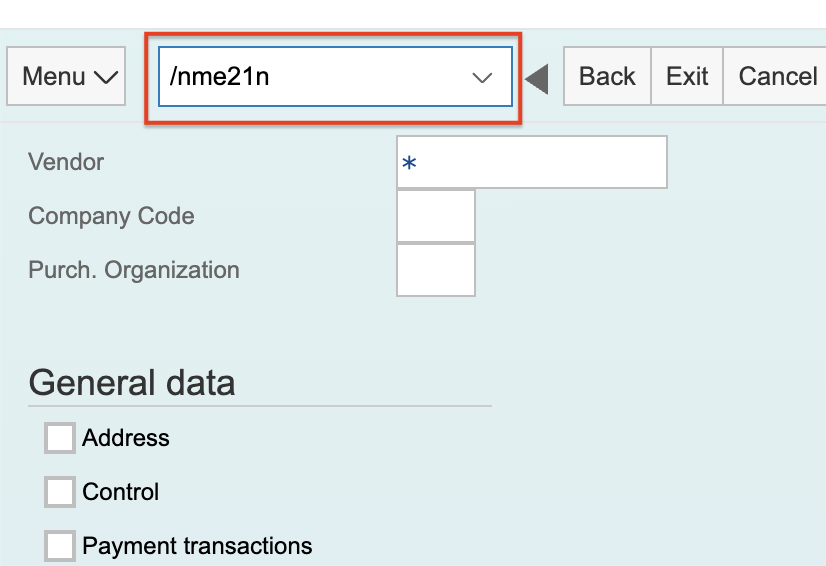 Menu /nme21n Back Exit Cancel
Vendor *
Company Code
Purch. Organization
General data
Address
Control
Payment transactions